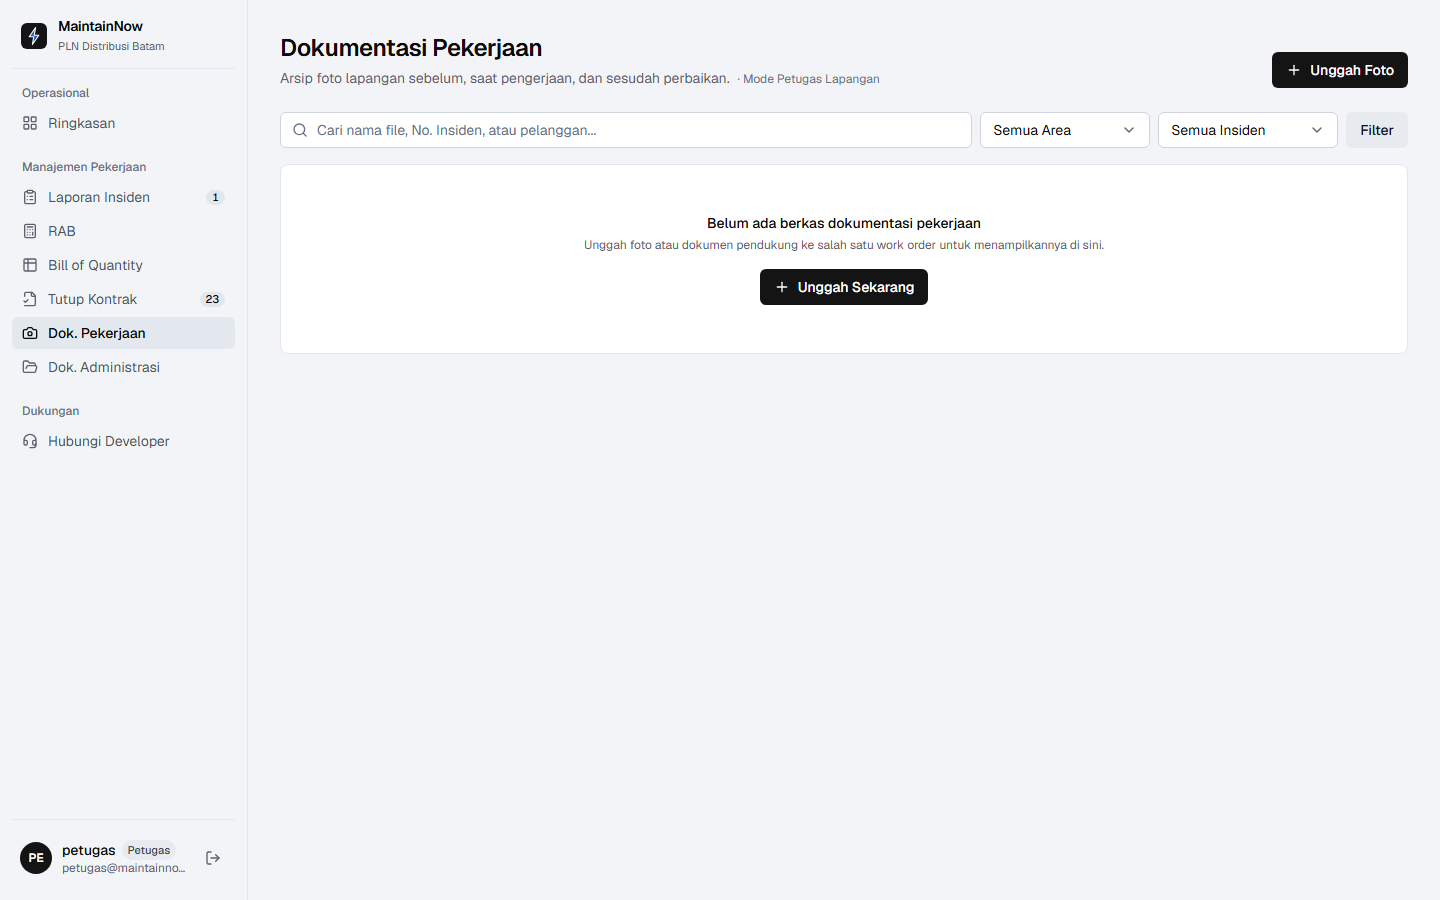 MaintainNow
PLN Distribusi Batam
Operasional
Ringkasan
Manajemen Pekerjaan
Laporan Insiden 1
RAB
Bill of Quantity
Tutup Kontrak 23
Dok. Pekerjaan
Dok. Administrasi
Dukungan
Hubungi Developer
PE
petugas Petugas
petugas@maintainno...
Dokumentasi Pekerjaan
Arsip foto lapangan sebelum, saat pengerjaan, dan sesudah perbaikan. · Mode Petugas Lapangan
Unggah Foto
Cari nama file, No. Insiden, atau pelanggan...
Semua Area
Semua Insiden
Filter
Belum ada berkas dokumentasi pekerjaan
Unggah foto atau dokumen pendukung ke salah satu work order untuk menampilkannya di sini.
Unggah Sekarang